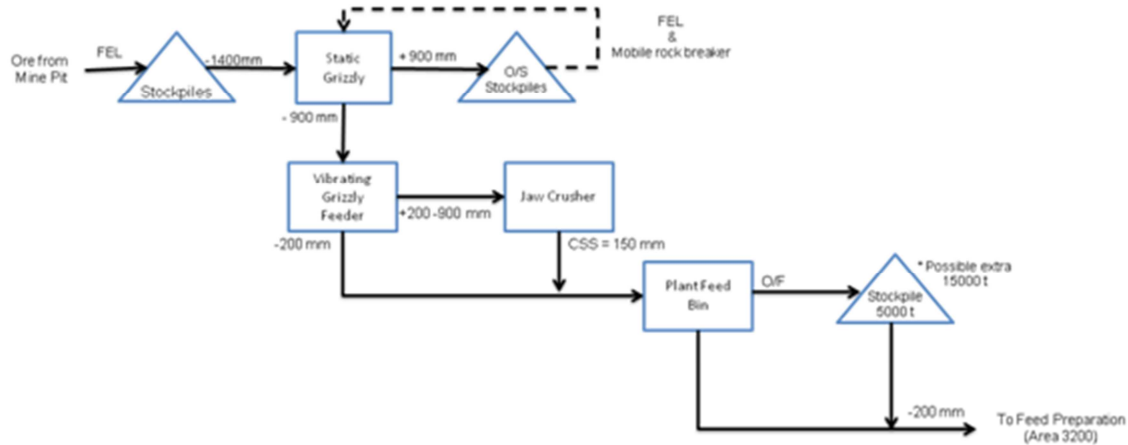 Ore from
Mine Pit
FEL
Stockpiles
-1400mm
Static
Grizzly
+900 mm
O/S
Stockpiles
FEL
&
Mobile rock breaker
- 900 mm
Vibrating
Grizzly
Feeder
+200 -900 mm
Jaw Crusher
-200 mm
CSS = 150 mm
Plant Feed
Bin
O/F
Stockpile
5000 t
* Possible extra
15000 t
-200 mm
To Feed Preparation
(Area 3200)